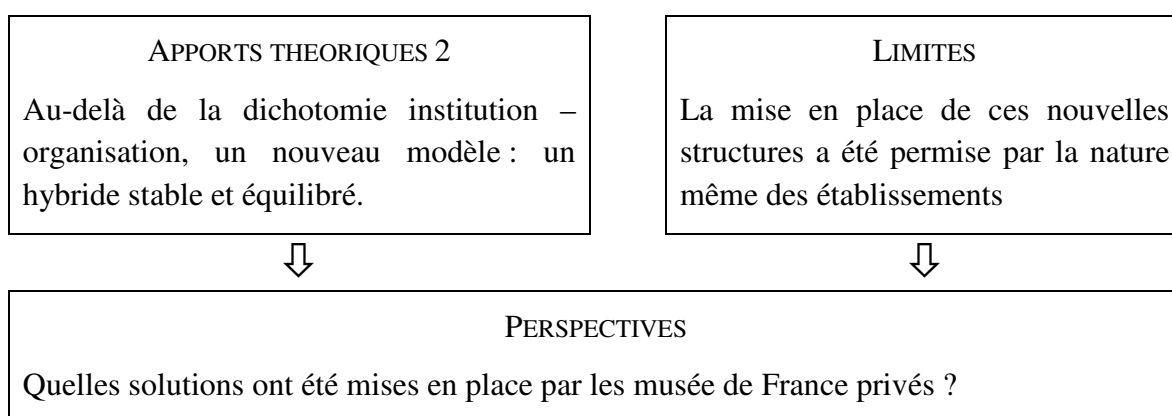 APPORTS THEORIQUES 2
Au-delà de la dichotomie institution –
organisation, un nouveau modèle : un
hybride stable et équilibré.
LIMITES
La mise en place de ces nouvelles
structures a été permise par la nature
même des établissements
PERSPECTIVES
Quelles solutions ont été mises en place par les musée de France privés ?